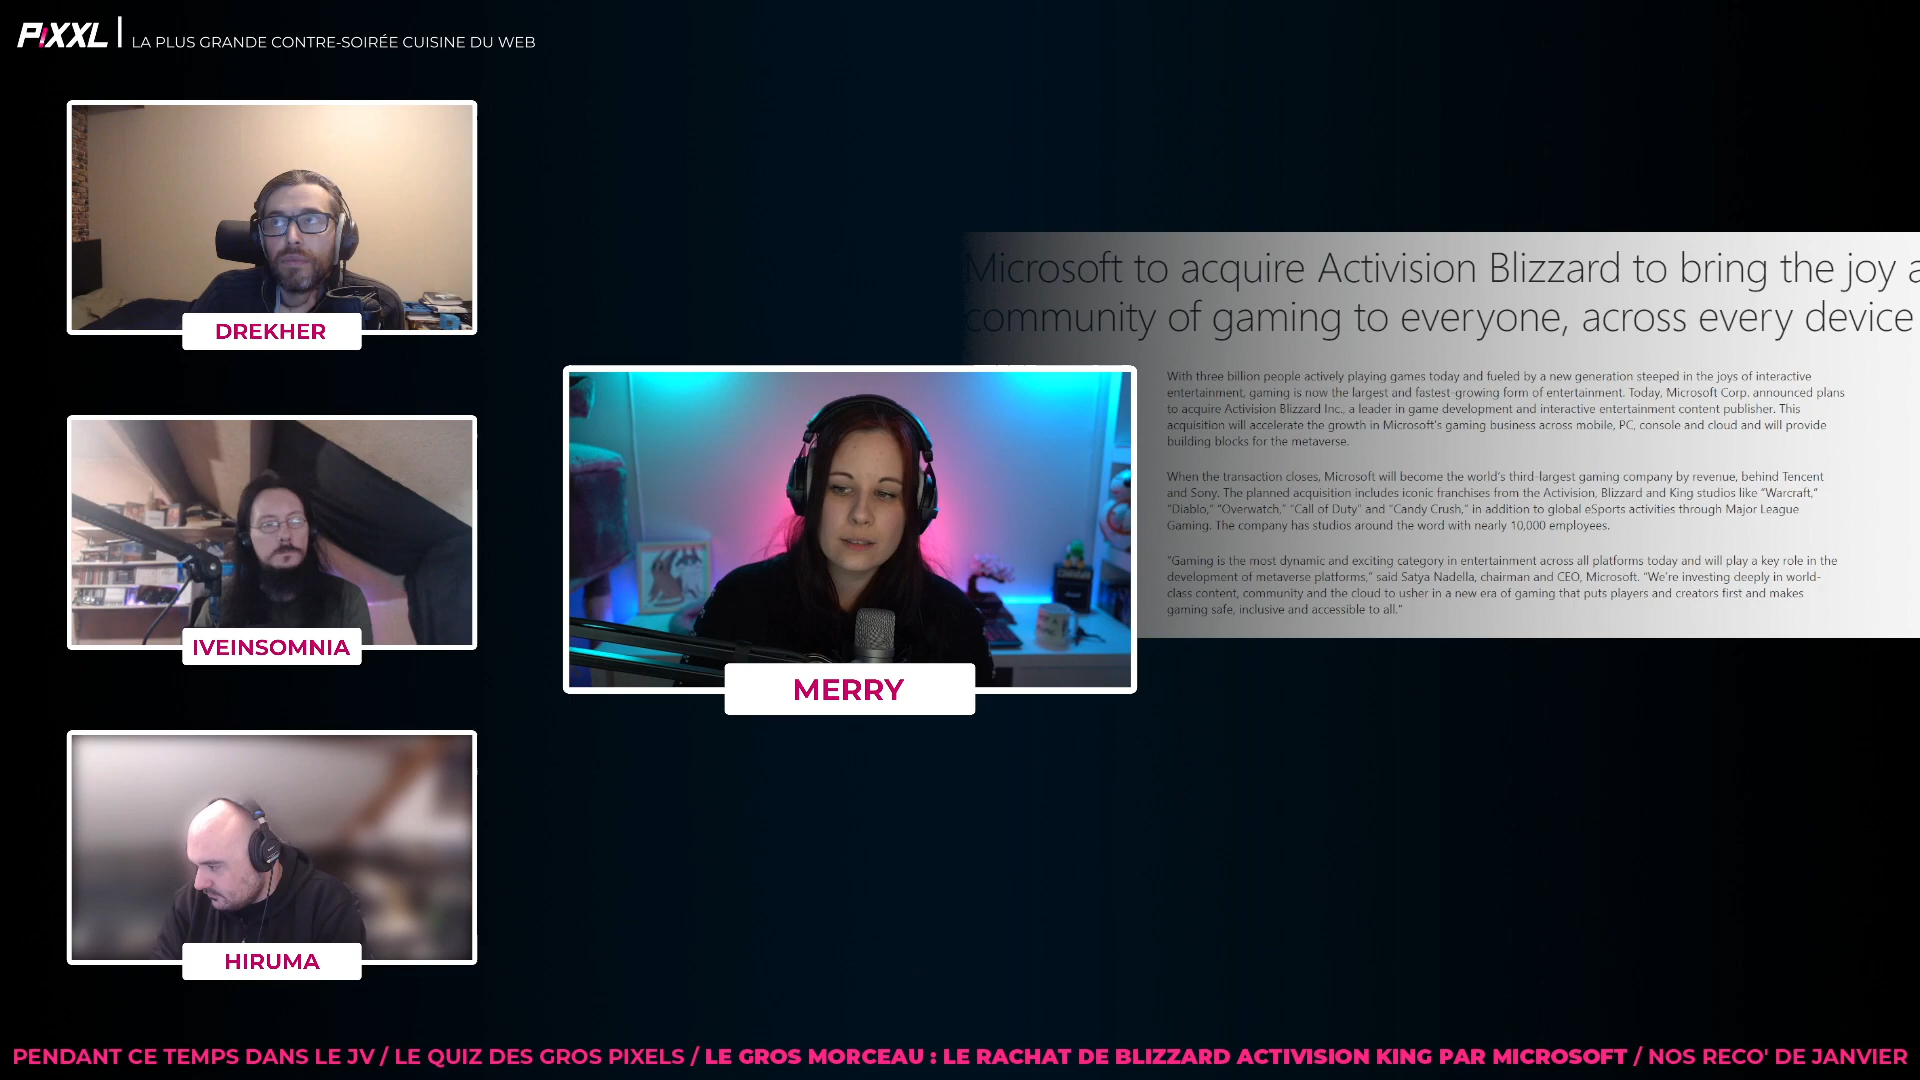 PiXXL | LA PLUS GRANDE CONTRE-SOIRÉE CUISINE DU WEB
DREKHER
IVEINSOMNIA
HIRUMA
MERRY
Microsoft to acquire Activision Blizzard to bring the joy a
community of gaming to everyone, across every device
With three billion people actively playing games today and fueled by a new generation steeped in the joys of interactive
entertainment, gaming is now the largest and fastest-growing form of entertainment. Today, Microsoft Corp. announced plans
to acquire Activision Blizzard Inc., a leader in game development and interactive entertainment content publisher. This
acquisition will accelerate the growth in Microsoft's gaming business across mobile, PC, console and cloud and will provide
building blocks for the metaverse.
When the transaction closes, Microsoft will become the world's third-largest gaming company by revenue, behind Tencent
and Sony. The planned acquisition includes iconic franchises from the Activision, Blizzard and King studios like “Warcraft,”
“Diablo,” “Overwatch,” “Call of Duty” and “Candy Crush,” in addition to global eSports activities through Major League
Gaming. The company has studios around the word with nearly 10,000 employees.
“Gaming is the most dynamic and exciting category in entertainment across all platforms today and will play a key role in the
development of metaverse platforms,” said Satya Nadella, chairman and CEO, Microsoft. “We're investing deeply in world-
class content, community and the cloud to usher in a new era of gaming that puts players and creators first and makes
gaming safe, inclusive and accessible to all.”
PENDANT CE TEMPS DANS LE JV / LE QUIZ DES GROS PIXELS / LE GROS MORCEAU : LE RACHAT DE BLIZZARD ACTIVISION KING PAR MICROSOFT / NOS RECO' DE JANVIER